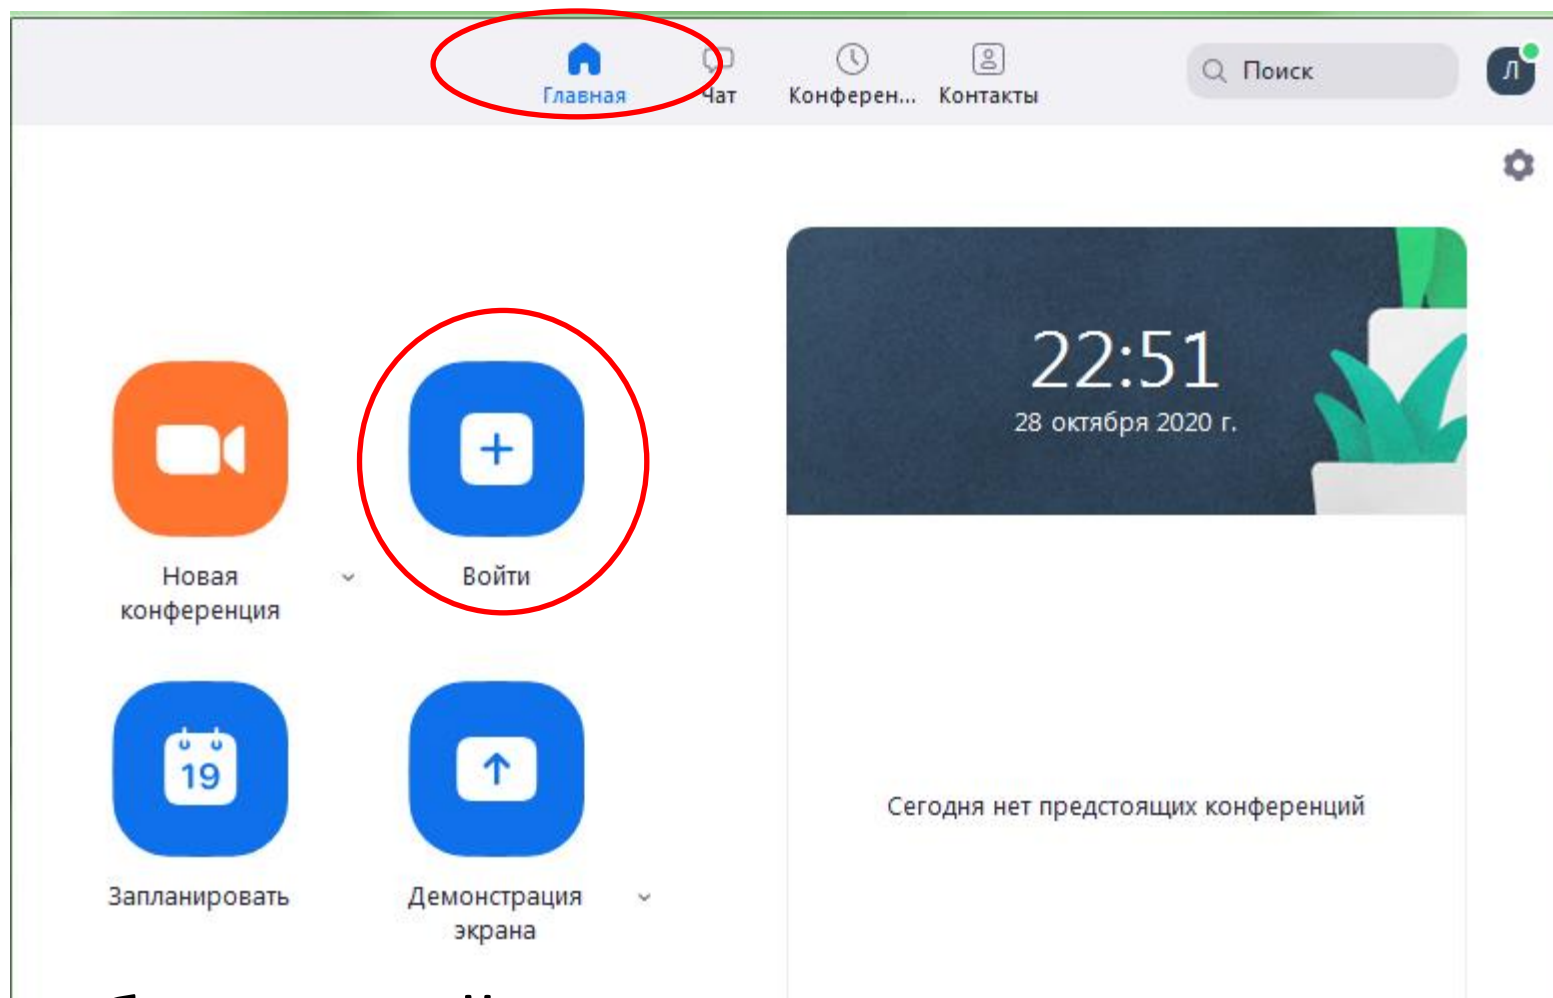 Главная
Чат
Конферен...
Контакты
Поиск
Л
22:51
28 октября 2020 г.
Новая
конференция
Войти
19
Запланировать
Демонстрация
экрана
Сегодня нет предстоящих конференций